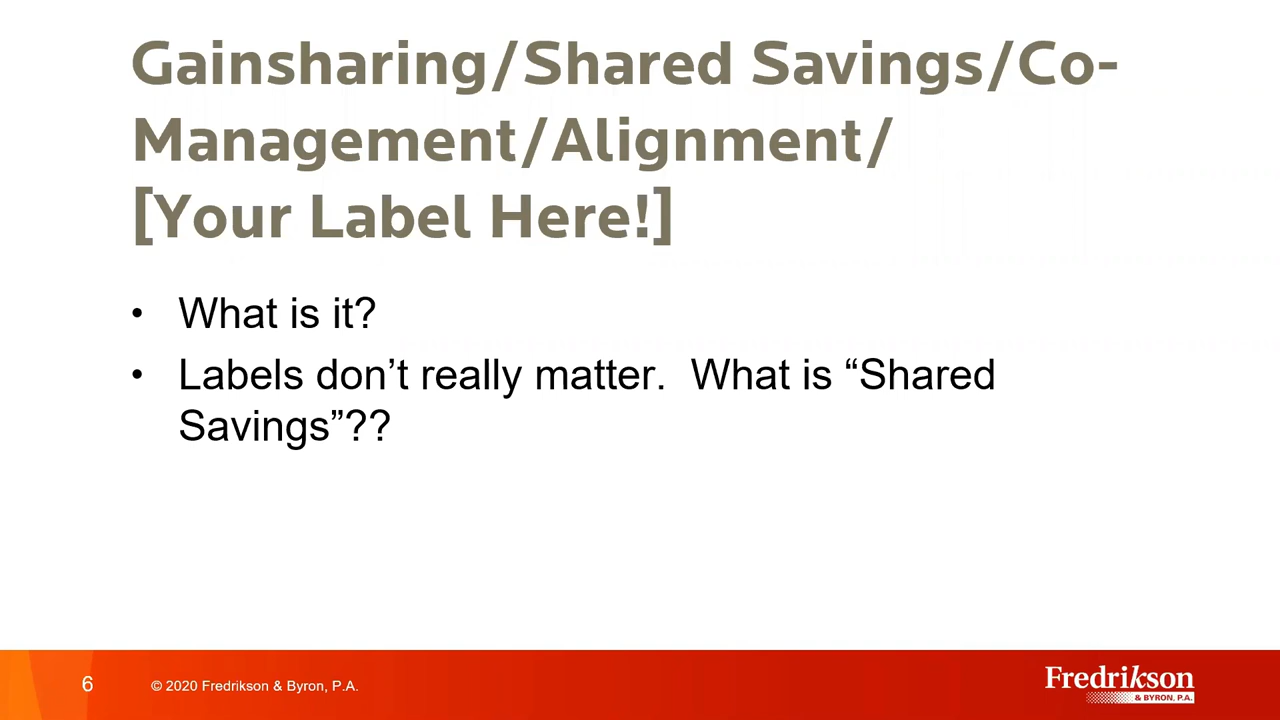 Gainsharing/Shared Savings/Co-
Management/Alignment/
[Your Label Here!]
• What is it?
• Labels don’t really matter.  What is “Shared
Savings”??
6
© 2020 Fredrikson & Byron, P.A.
Fredrikson
& BYRON, P.A.